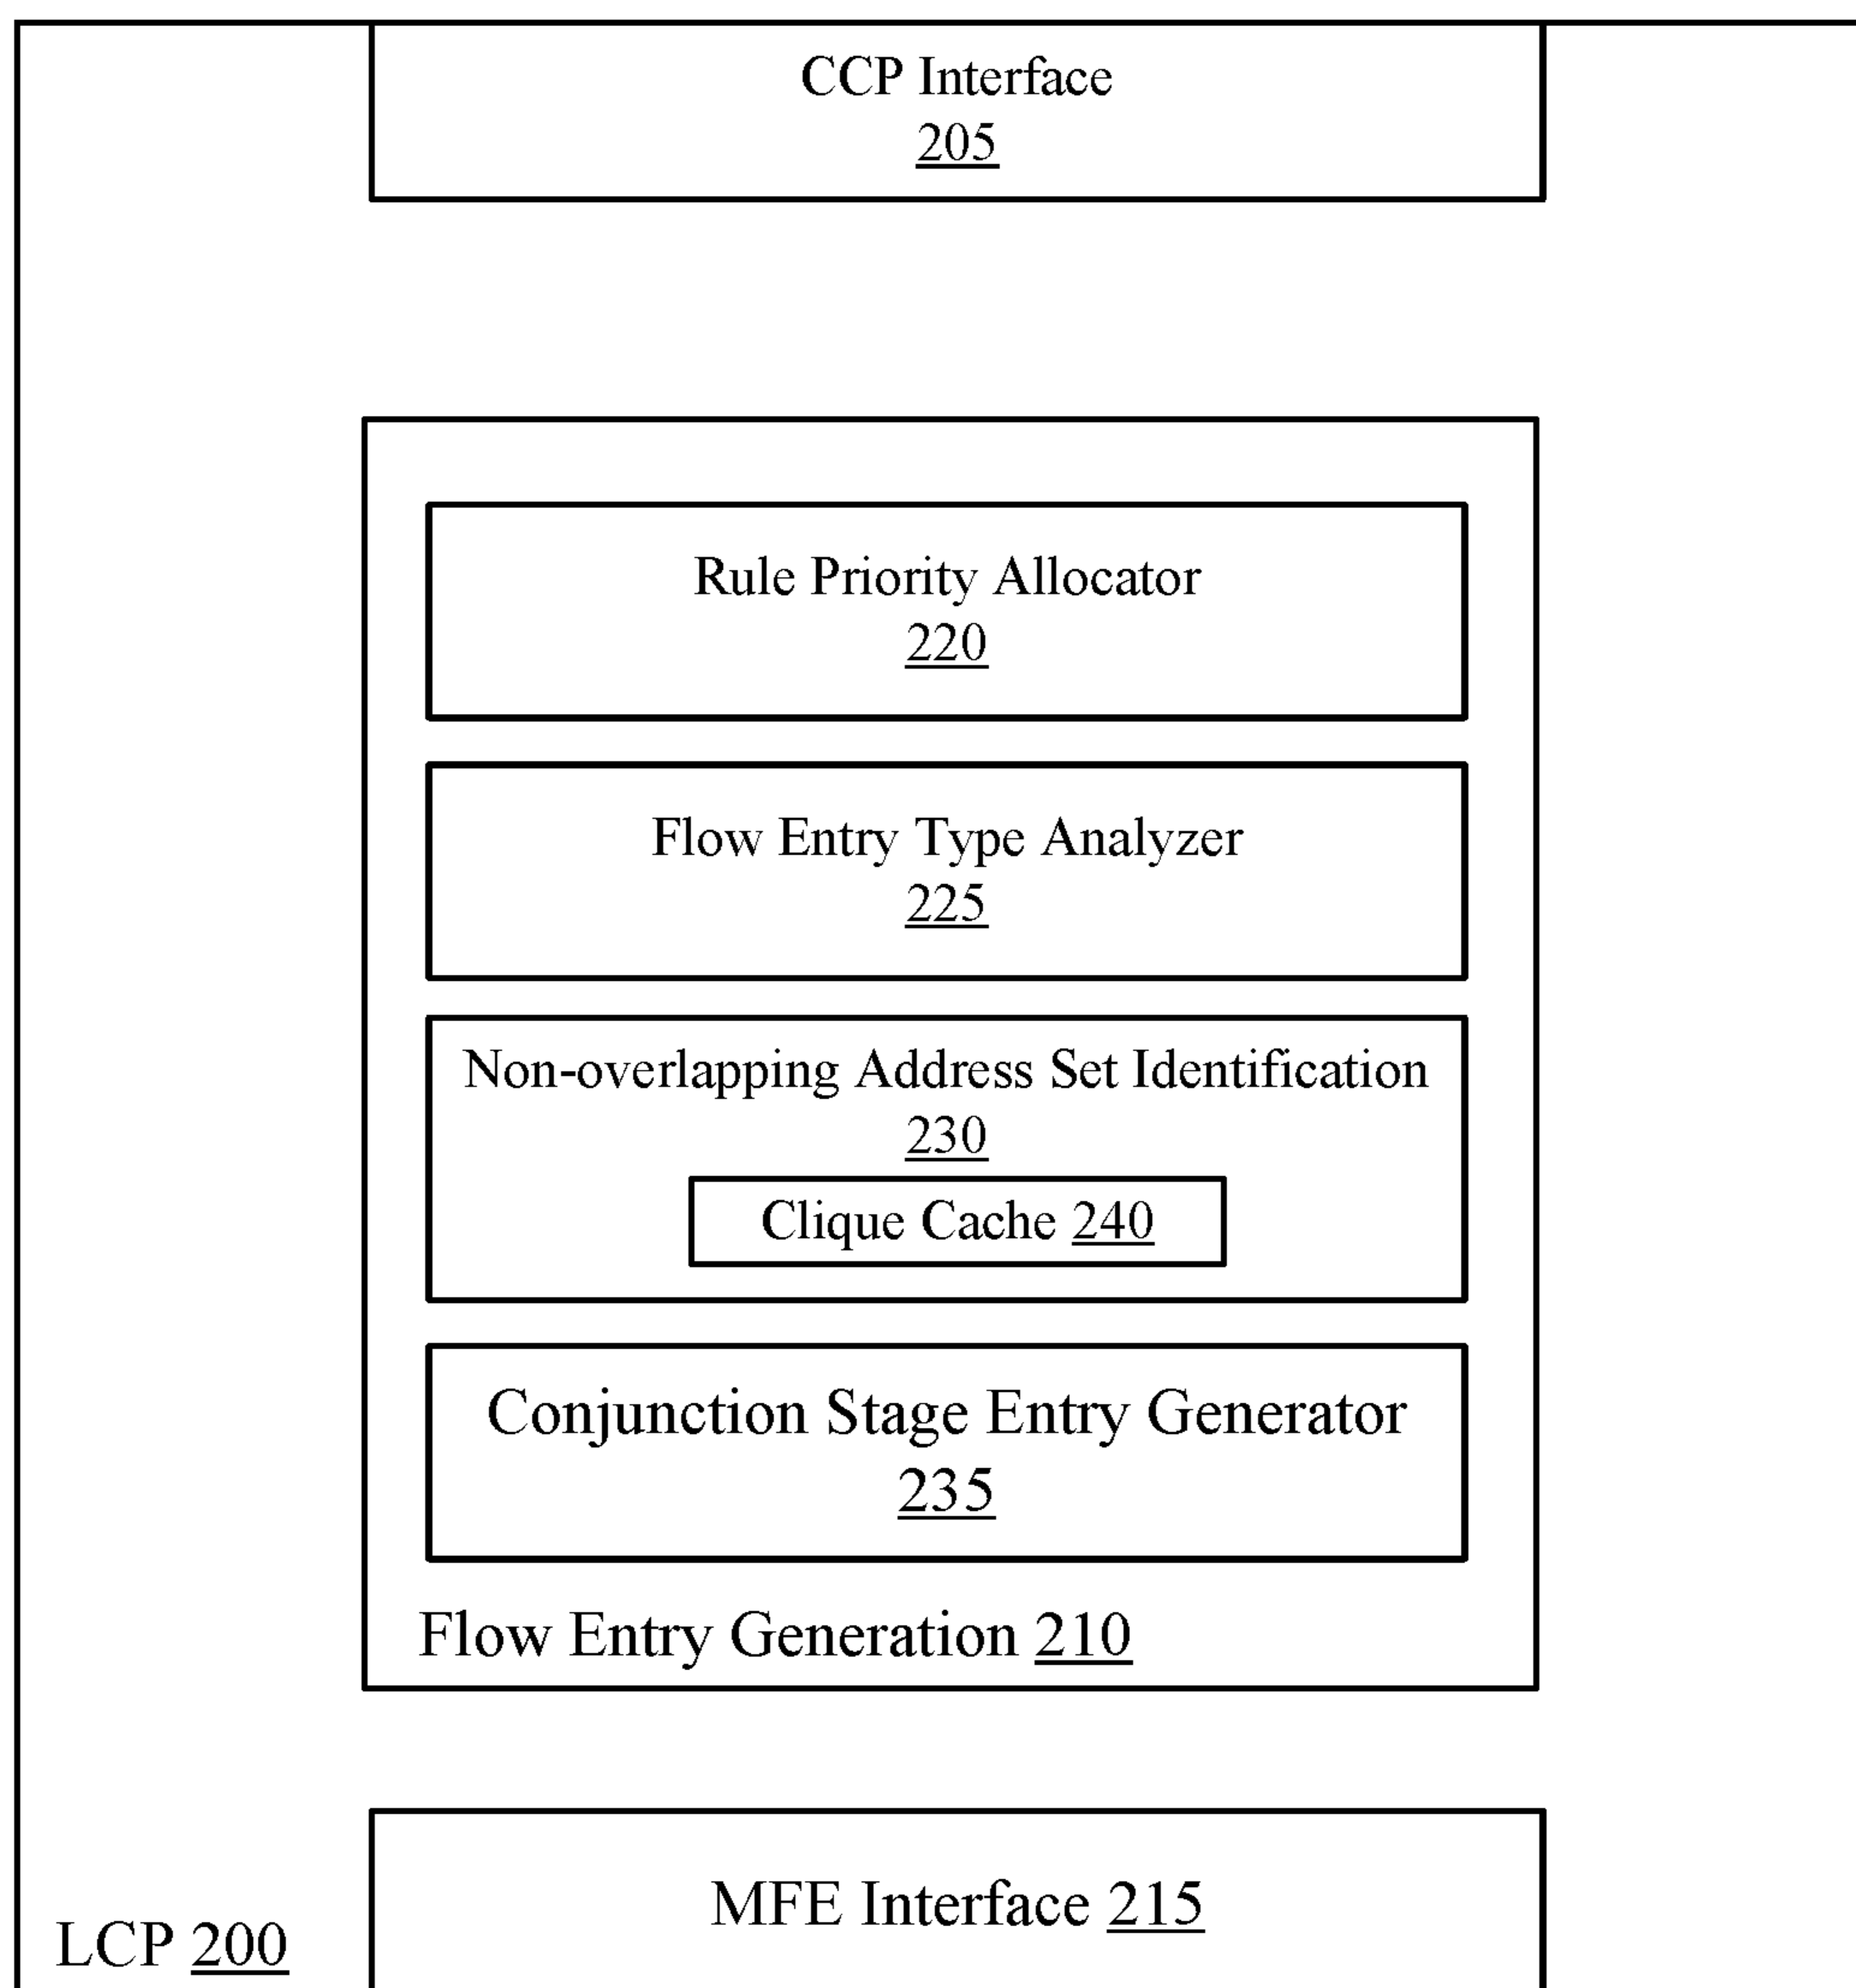 CCP Interface
205
Rule Priority Allocator
220
Flow Entry Type Analyzer
225
Non-overlapping Address Set Identification
230
Clique Cache 240
Conjunction Stage Entry Generator
235
Flow Entry Generation 210
MFE Interface 215
LCP 200